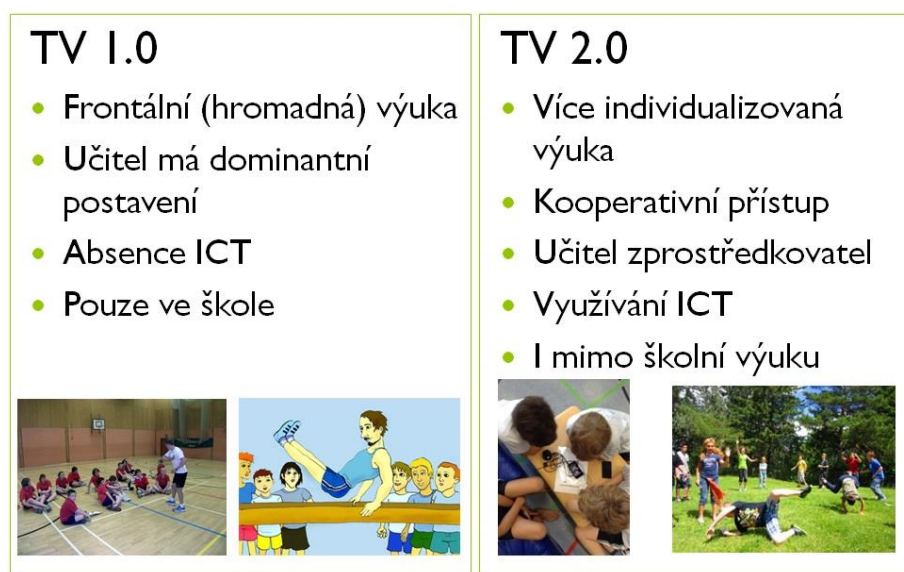 TV 1.0
• Frontální (hromadná) výuka
• Učitel má dominantní
postavení
• Absence ICT
• Pouze ve škole
TV 2.0
• Více individualizovaná
výuka
• Kooperativní přístup
• Učitel zprostředkovatel
• Využívání ICT
• I mimo školní výuku